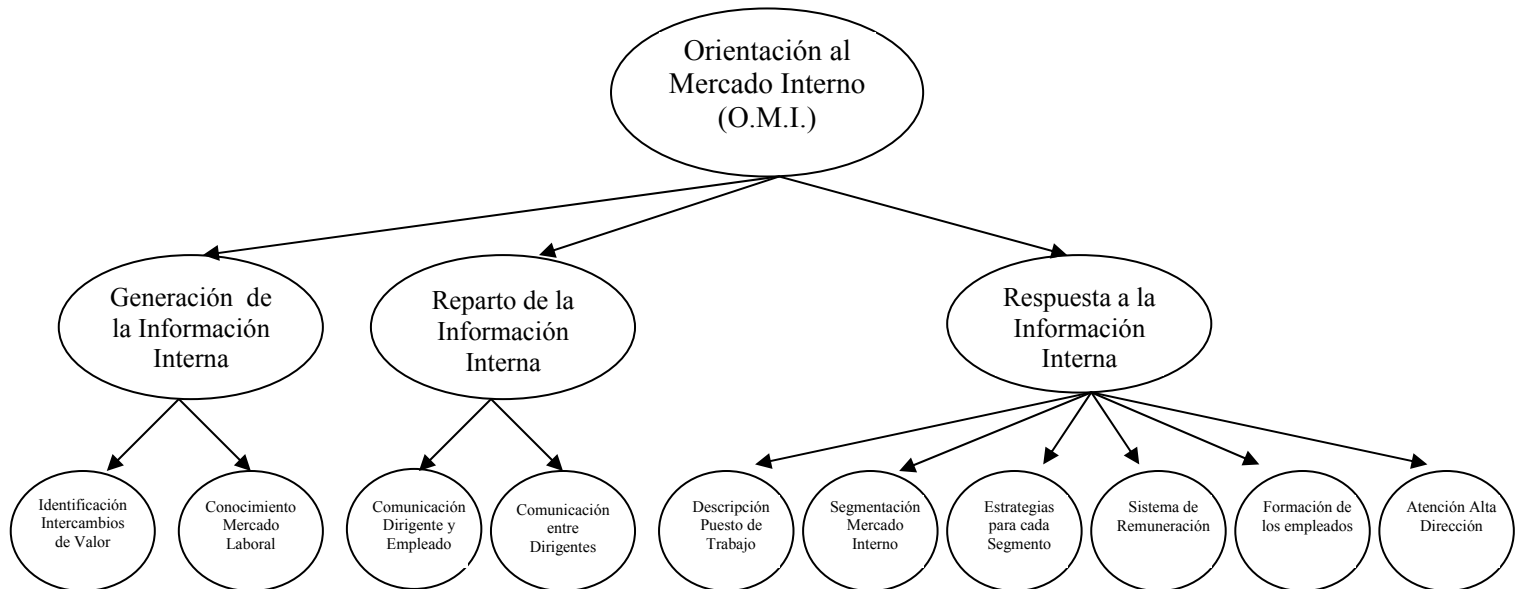 Orientación al
Mercado Interno
(O.M.I.)
Generación de
la Información
Interna
Reparto de la
Información
Interna
Respuesta a la
Información
Interna
Identificación
Intercambios
de Valor
Conocimiento
Mercado
Laboral
Comunicación
Dirigente y
Empleado
Comunicación
entre
Dirigentes
Descripción
Puesto de
Trabajo
Segmentación
Mercado
Interno
Estrategias
para cada
Segmento
Sistema de
Remuneración
Formación de
los empleados
Atención Alta
Dirección